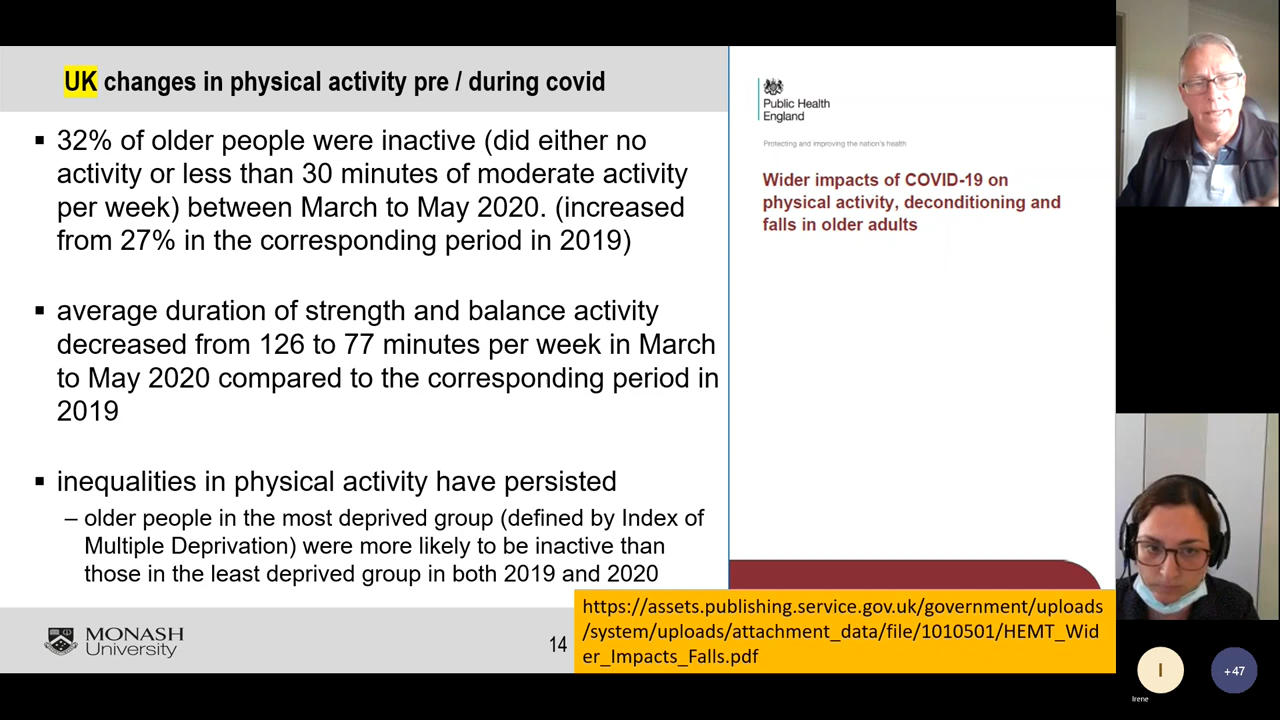 UK changes in physical activity pre / during covid
▪ 32% of older people were inactive (did either no
activity or less than 30 minutes of moderate activity
per week) between March to May 2020. (increased
from 27% in the corresponding period in 2019)
▪ average duration of strength and balance activity
decreased from 126 to 77 minutes per week in March
to May 2020 compared to the corresponding period in
2019
▪ inequalities in physical activity have persisted
– older people in the most deprived group (defined by Index of
Multiple Deprivation) were more likely to be inactive than
those in the least deprived group in both 2019 and 2020
MONASH
University
14
Public Health
England
Protecting and improving the nation's health
Wider impacts of COVID-19 on
physical activity, deconditioning and
falls in older adults
https://assets.publishing.service.gov.uk/government/uploads
/system/uploads/attachment_data/file/1010501/HEMT_Wid
er_Impacts_Falls.pdf
I
Irene
+47